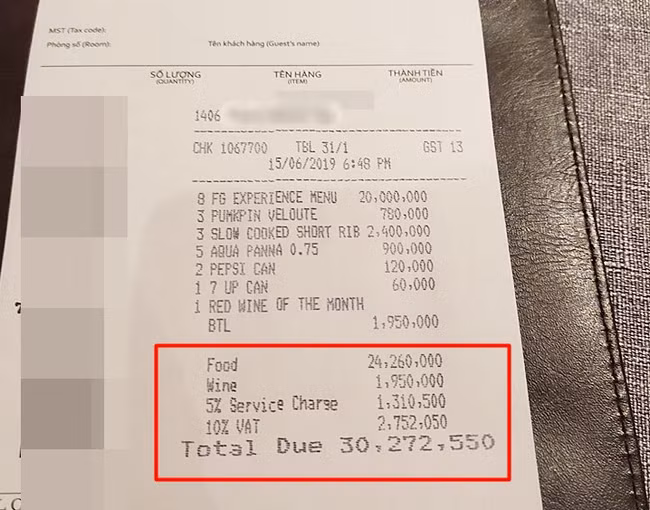 MST (Tax code):
Phòng số (Room): Tên khách hàng (Guest's name)
SỐ LƯỢNG TÊN HÀNG THÀNH TIỀN
(QUANTITY) (ITEM) (AMOUNT)
1406
CHK 1067700 TBL 31/1 GST 13
15/06/2019 6:48 PM
8 FG EXPERIENCE MENU 20,000,000
3 PUMKPIN VELOUTE 780,000
3 SLOW COOKED SHORT RIB 2,400,000
5 AQUA PANNA 0.75 900,000
2 PEPSI CAN 120,000
1 7 UP CAN 60,000
1 RED WINE OF THE MONTH
BTL 1,950,000
Food 24,260,000
Wine 1,950,000
5% Service Charge 1,310,500
10% VAT 2,752,050
Total Due 30,272,550